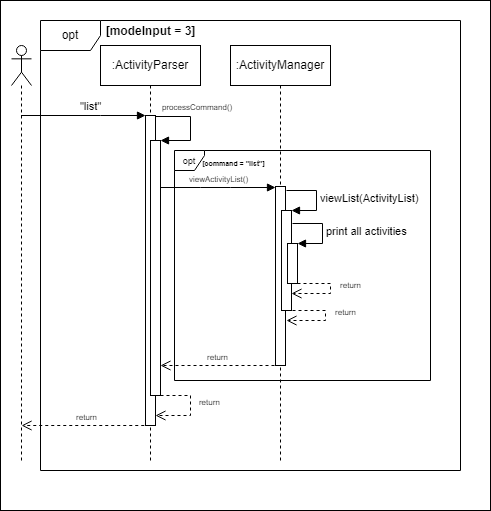 opt
[modeInput = 3]
:ActivityParser
:ActivityManager
"list"
processCommand()
opt
[command = "list"]
viewActivityList()
viewList(ActivityList)
print all activities
return
return
return
return
return